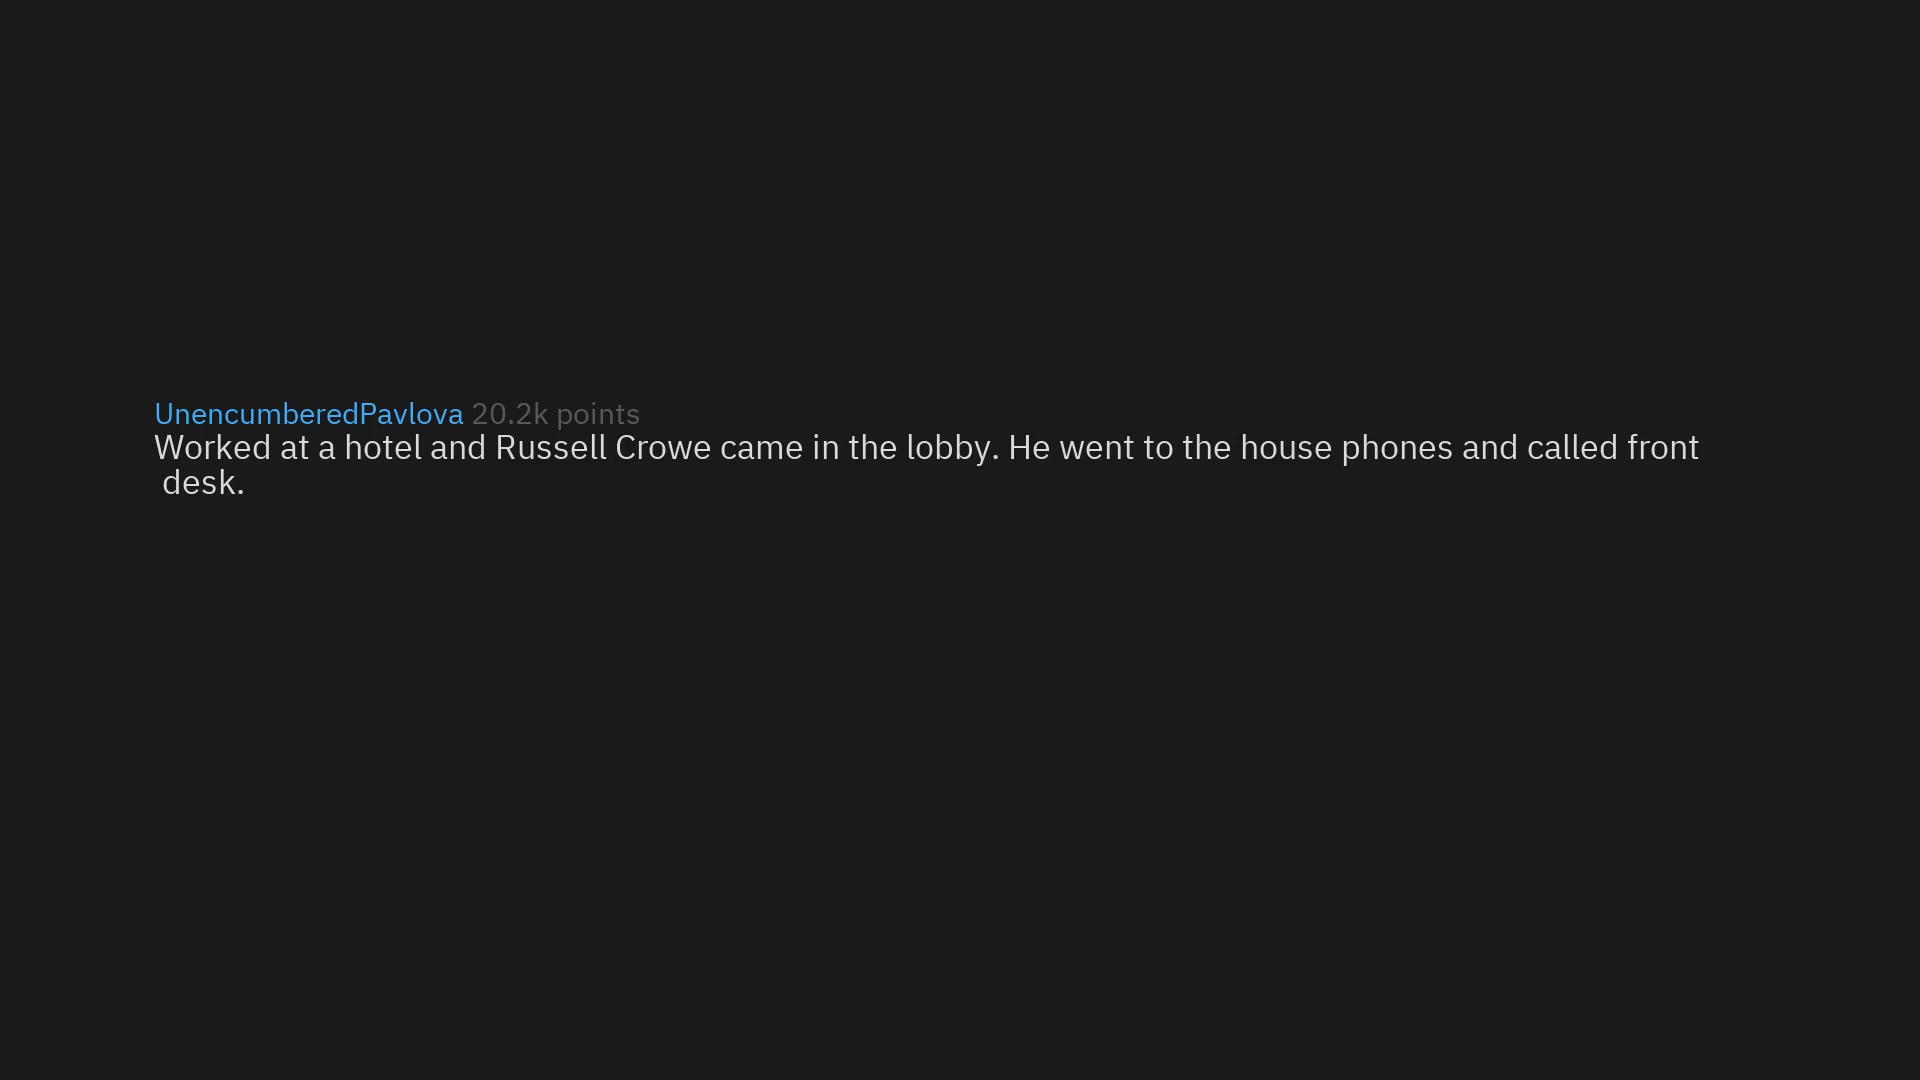 UnencumberedPavlova 20.2k points
Worked at a hotel and Russell Crowe came in the lobby. He went to the house phones and called front
desk.